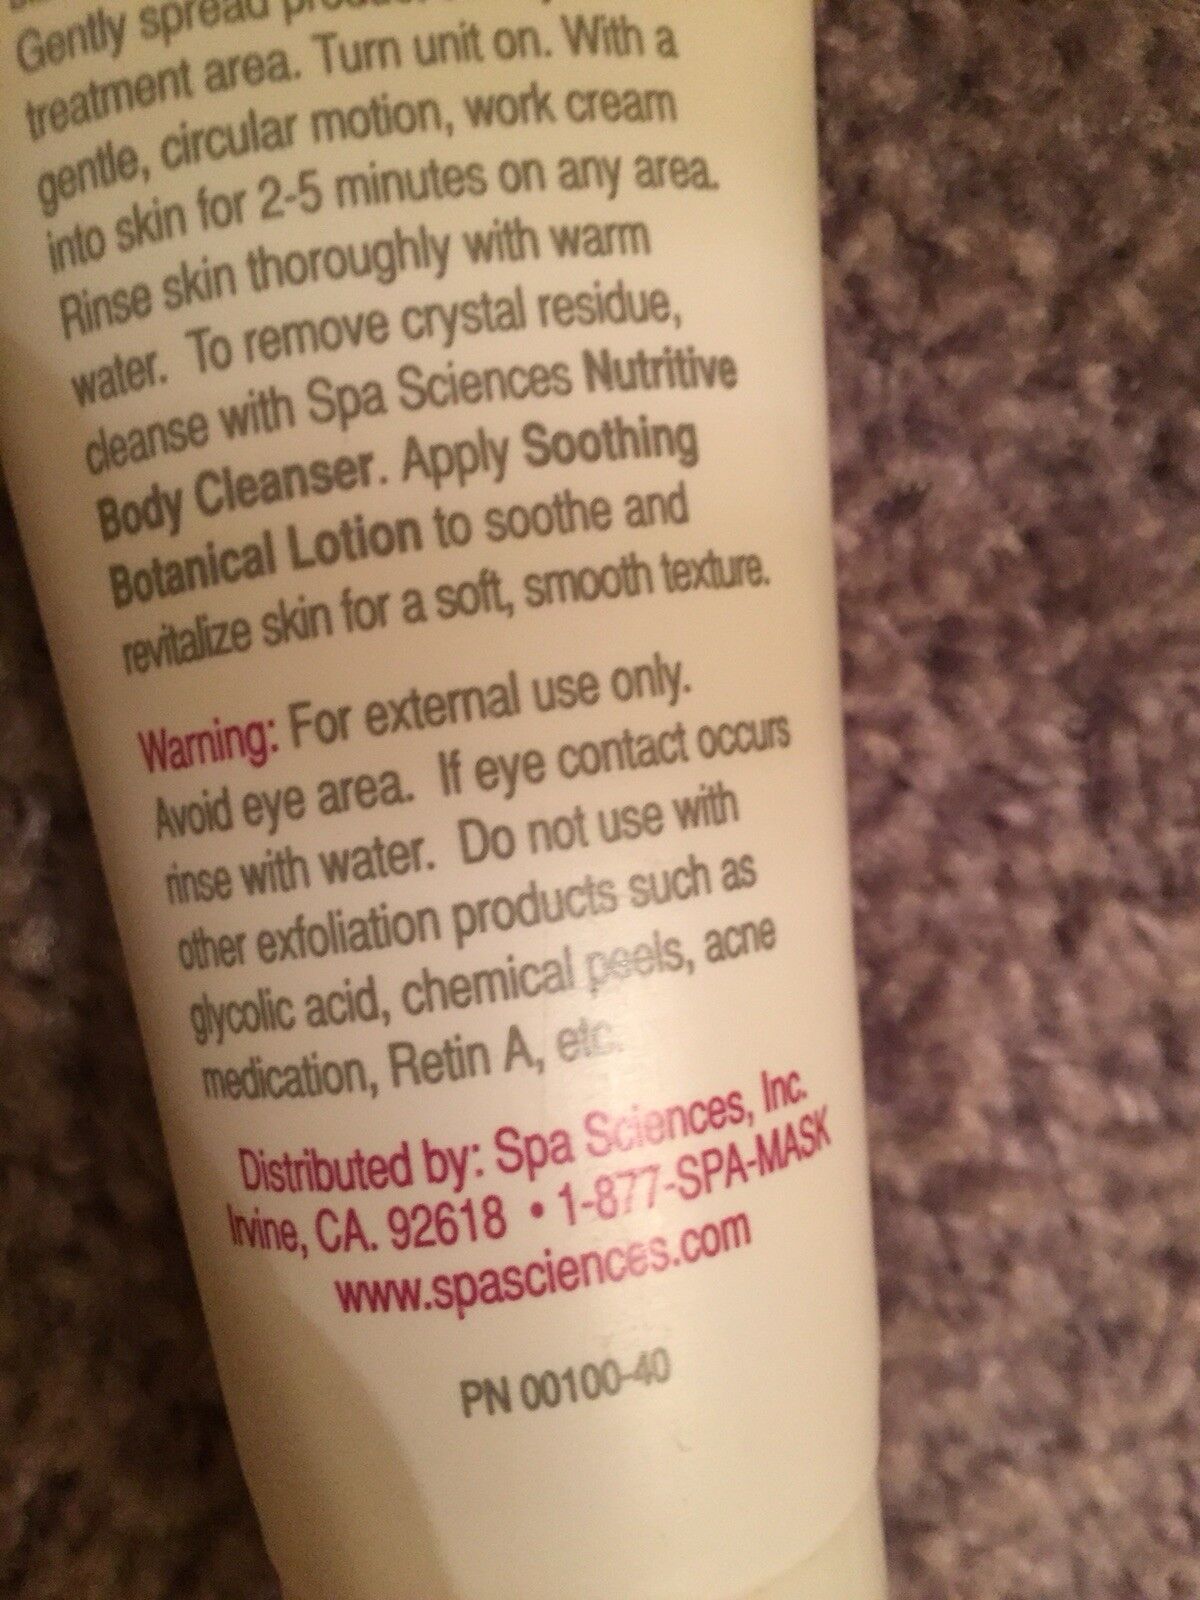 Gently spread
treatment area. Turn unit on. With a
gentle, circular motion, work cream
into skin for 2-5 minutes on any area.
Rinse skin thoroughly with warm
water. To remove crystal residue,
cleanse with Spa Sciences Nutritive
Body Cleanser. Apply Soothing
Botanical Lotion to soothe and
revitalize skin for a soft, smooth texture.
Warning: For external use only.
Avoid eye area. If eye contact occurs
rinse with water. Do not use with
other exfoliation products such as
glycolic acid, chemical peels, acne
medication, Retin A, etc.
Distributed by: Spa Sciences, Inc.
Irvine, CA. 92618 • 1-877-SPA-MASK
www.spasciences.com
PN 00100-40